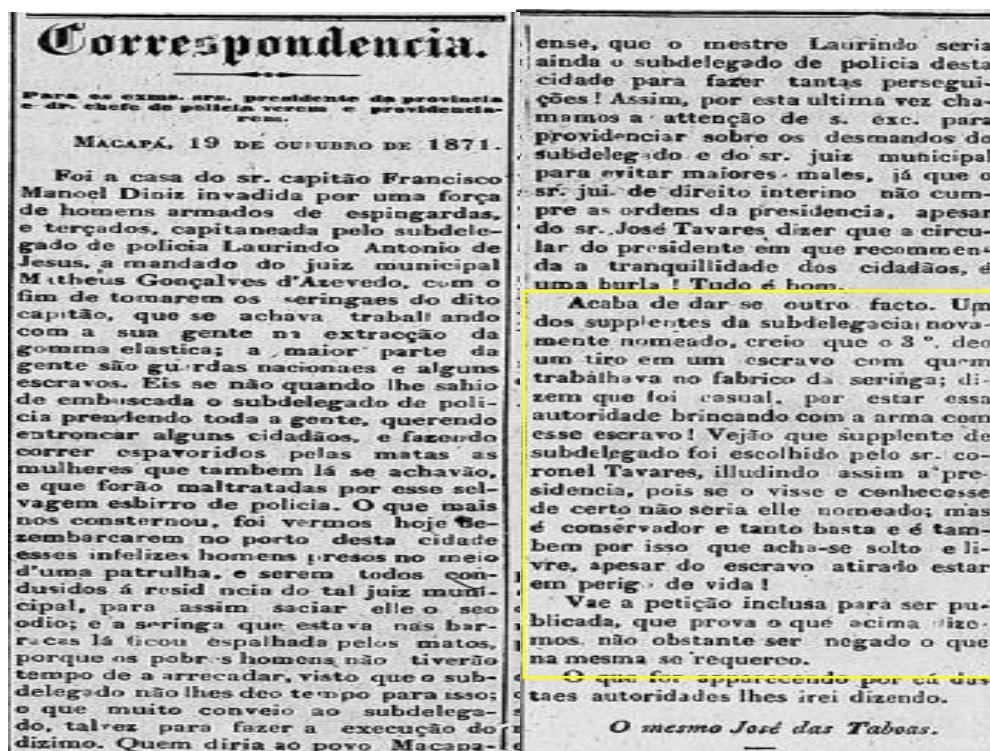 Correspondencia.
Para os exms. srs. presidente da provincia
e dr. chefe de policia verem e providencia-
rem.
MACAPÁ, 19 DE OUTUBRO DE 1871.
Foi a casa do sr. capitão Francisco
Manoel Diniz invadida por uma força
de homens armados de espingardas,
e terçados, capitaneada pelo subdele-
gado de policia Laurindo Antonio de
Jesus, a mandado do juiz municipal
Matheus Gonçalves d'Azevedo, com o
fim de tomarem os seringaes do dito
capitão, que se achava trabalhando
com a sua gente na extracção da
gomma elastica; a maior parte da
gente são guardas nacionaes e alguns
escravos. Eis se não quando lhe sahio
de embuscada o subdelegado de poli-
cia prendendo toda a gente, querendo
entroncar alguns cidadãos, e fazendo
correr espavoridos pelas matas as
mulheres que tambem lá se achavão,
e que forão maltratadas por esse sel-
vagem esbirro de policia. O que mais
nos consternou, foi vermos hoje de-
zembarcarem no porto desta cidade
esses infelizes homens presos no meio
d'uma patrulha, e serem todos con-
dusidos á residencia do tal juiz muni-
cipal, para assim saciar elle o seo
odio; e a seringa que estava nas bar-
racas lá ficou espalhada pelos matos,
porque os pobres homens não tiverão
tempo de a arrecadar, visto que o sub-
delegado não lhes deo tempo para isso;
o que muito conveio ao subdelega-
do, talvez para fazer a execução do
dizimo. Quem diria ao povo Macapa-
ense, que o mestre Laurindo seria
ainda o subdelegado de policia desta
cidade para fazer tantas persegui-
ções! Assim, por esta ultima vez cha-
mamos a attenção de s. exc. para
providenciar sobre os desmandos do
subdelegado e do sr. juiz municipal
para evitar maiores males, já que o
sr. jui. de direito interino não cum-
pre as ordens da presidencia, apesar
do sr. José Tavares dizer que a circu-
lar do presidente em que recommen-
da a tranquillidade dos cidadãos, é
uma burla! Tudo é bom.
Acaba de dar se outro facto. Um
dos supplentes da subdelegacia nova-
mente nomeado, creio que o 3º. deo
um tiro em um escravo com quem
trabalhava no fabrico da seringa; di-
zem que foi casual, por estar essa
autoridade brincando com a arma com
esse escravo! Vejão que supplente de
subdelegado foi escolhido pelo sr. co-
ronel Tavares, illudindo assim a pre-
sidencia, pois se o visse e conhecesse
de certo não seria elle nomeado; mas
é conservador e tanto basta e é tam-
bem por isso que acha-se solto e li-
vre, apesar do escravo atirado estar
em perigo de vida!
Vae a petição inclusa para ser pu-
blicada, que prova o que acima dize-
mos, não obstante ser negado o que
na mesma se requereo.
O que for apparecendo por cá das
taes autoridades lhes irei dizendo.
O mesmo José das Taboas.